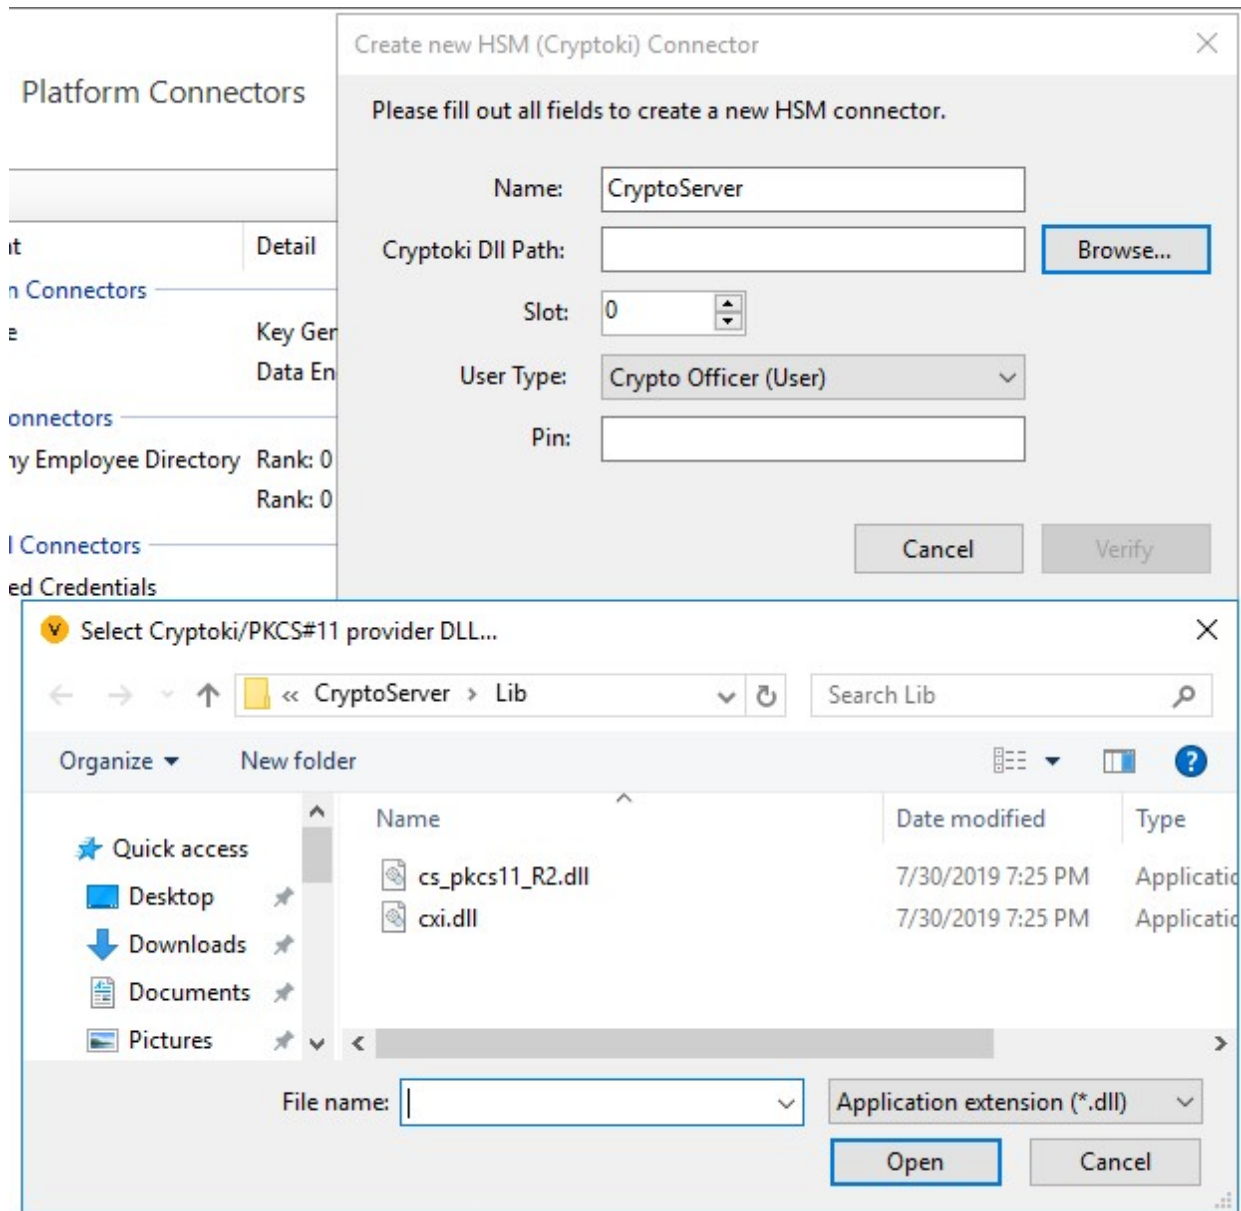 Create new HSM (Cryptoki) Connector
Platform Connectors
Please fill out all fields to create a new HSM connector.
Name: CryptoServer
Detail
Cryptoki Dll Path: Browse...
Connectors
Slot: 0
Key Ger
Data En
User Type: Crypto Officer (User)
onnectors
Pin:
ny Employee Directory Rank: 0
Rank: 0
Connectors
Cancel Verify
ed Credentials
Select Cryptoki/PKCS#11 provider DLL...
« CryptoServer > Lib Search Lib
Organize New folder
Name Date modified Type
Quick access
cs_pkcs11_R2.dll 7/30/2019 7:25 PM Applicatio
Desktop
cxi.dll 7/30/2019 7:25 PM Applicatio
Downloads
Documents
Pictures
File name: Application extension (*.dll)
Open Cancel